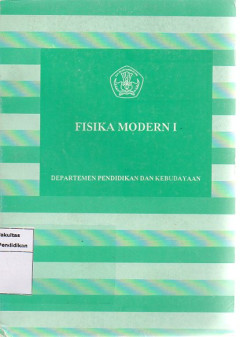 FISIKA MODERN I
DEPARTEMEN PENDIDIKAN DAN KEBUDAYAAN
Fakultas
Pendidikan